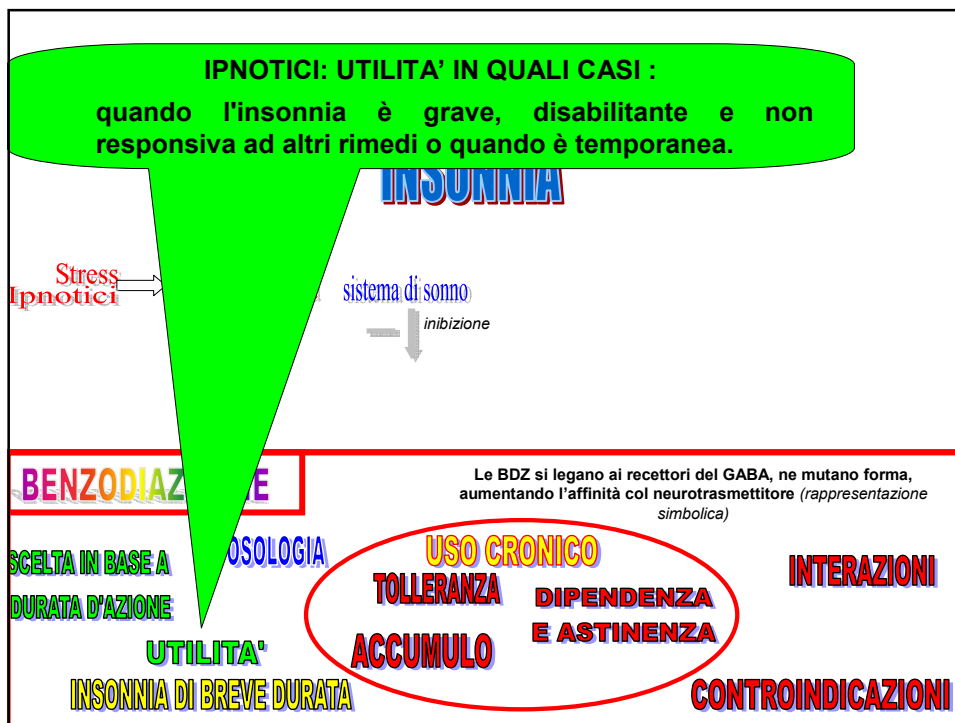 IPNOTICI: UTILITA’ IN QUALI CASI :
quando l'insonnia è grave, disabilitante e non
responsiva ad altri rimedi o quando è temporanea.
INSONNIA
Stress
Ipnotici
sistema di sonno
inibizione
Le BDZ si legano ai recettori del GABA, ne mutano forma,
aumentando l’affinità col neurotrasmettitore (rappresentazione
simbolica)
SCELTA IN BASE A
DURATA D'AZIONE
USO CRONICO
TOLLERANZA
DIPENDENZA
E ASTINENZA
ACCUMULO
INTERAZIONI
UTILITA'
INSONNIA DI BREVE DURATA
CONTROINDICAZIONI